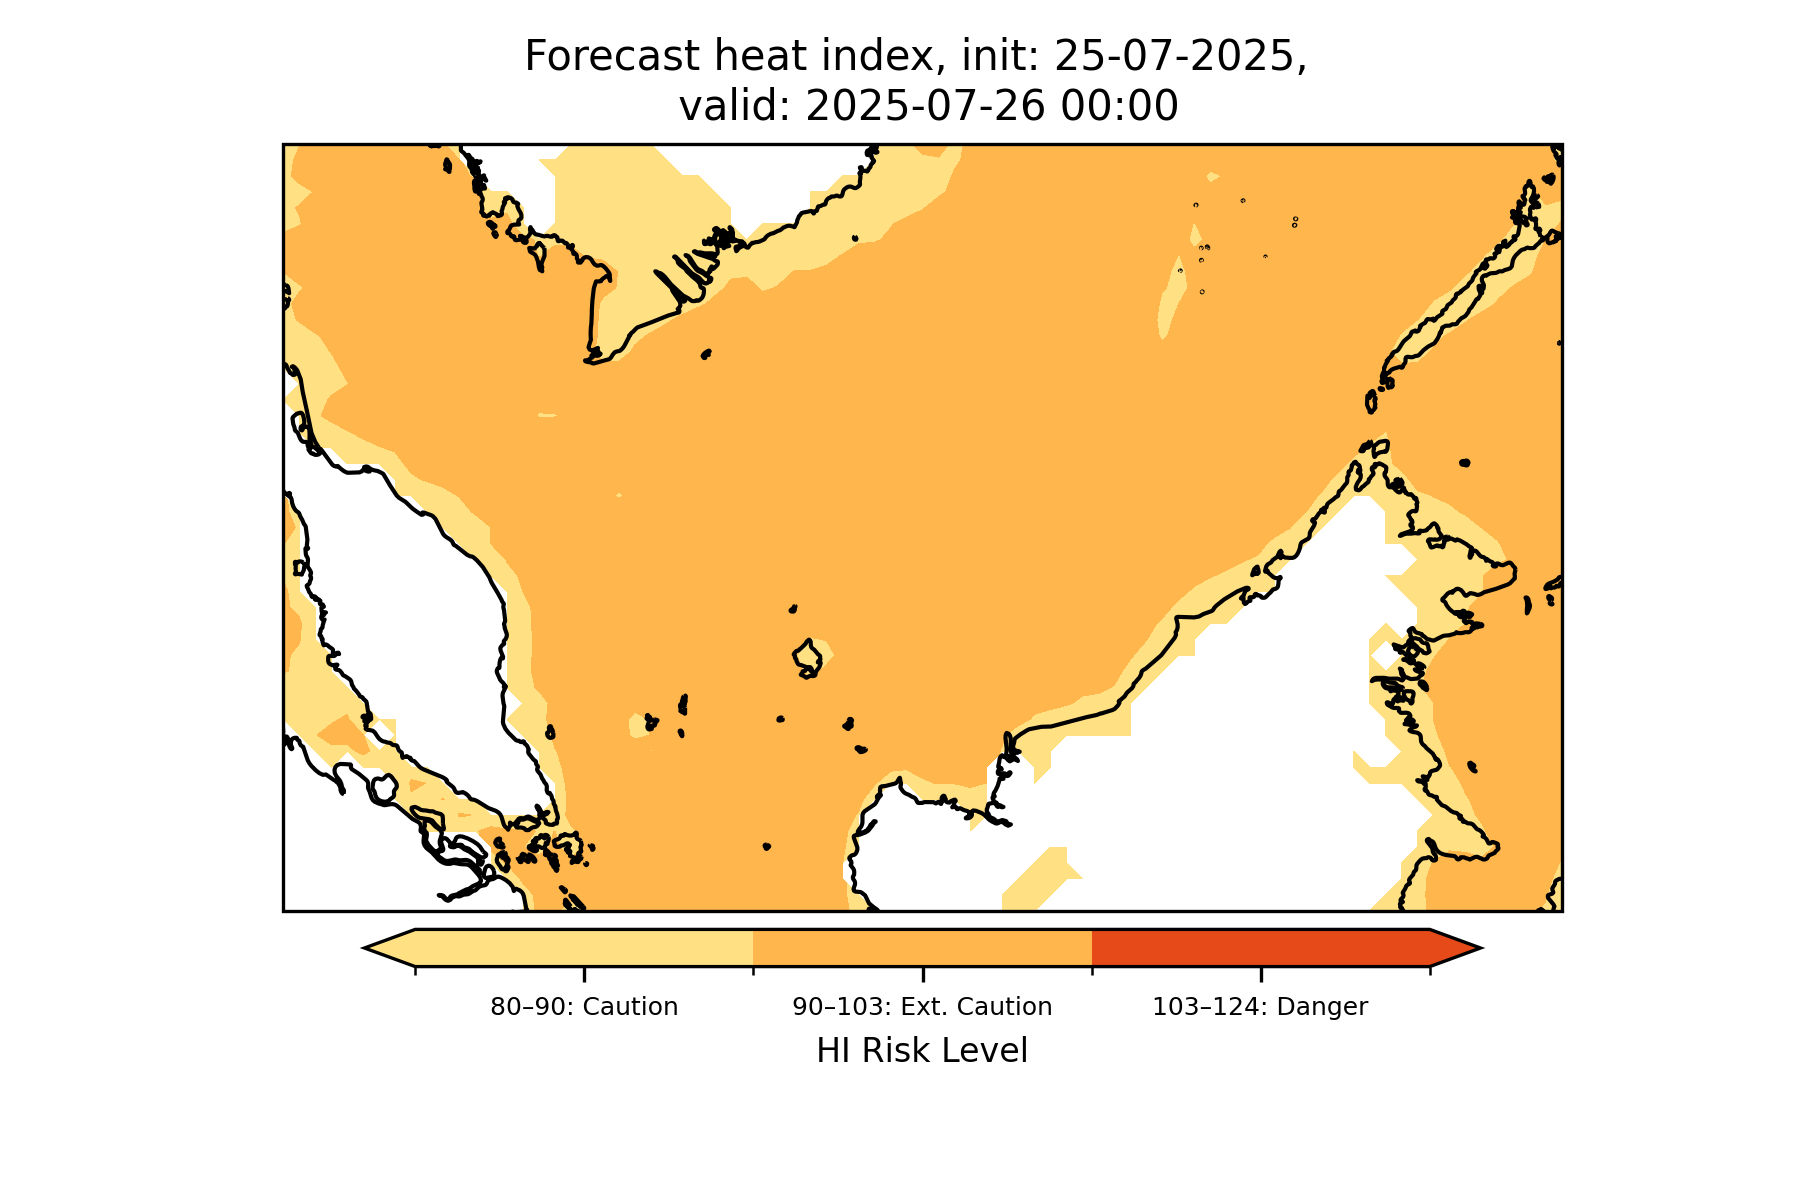 Forecast heat index, init: 25-07-2025,
valid: 2025-07-26 00:00
80–90: Caution
90–103: Ext. Caution
103–124: Danger
HI Risk Level